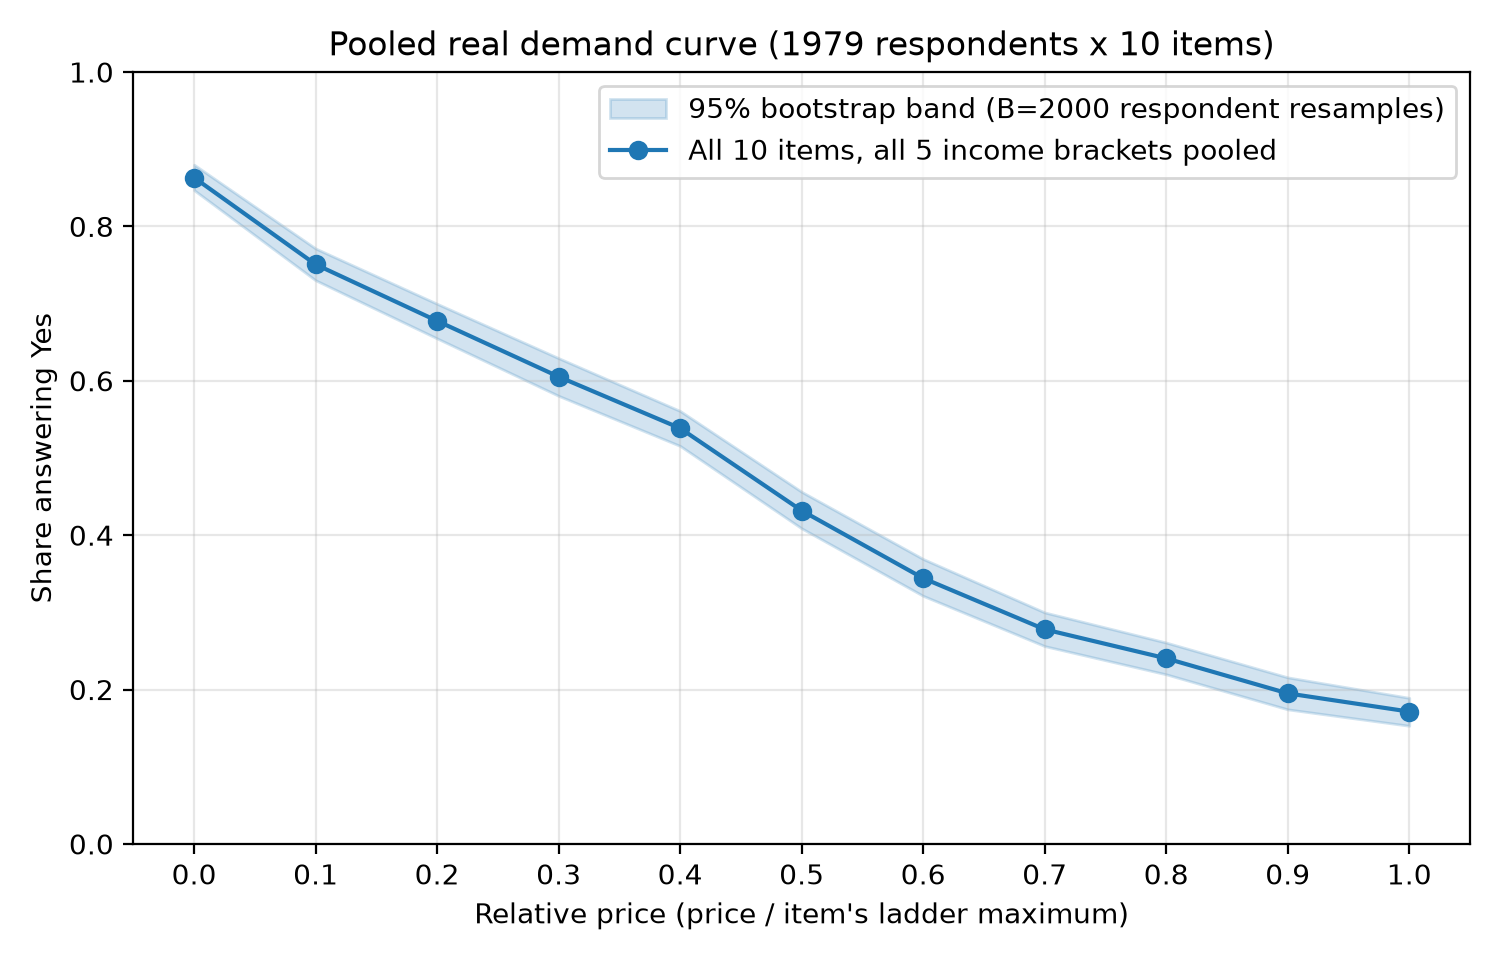 Pooled real demand curve (1979 respondents x 10 items)
95% bootstrap band (B=2000 respondent resamples)
All 10 items, all 5 income brackets pooled
Share answering Yes
1.0
0.8
0.6
0.4
0.2
0.0
0.0 0.1 0.2 0.3 0.4 0.5 0.6 0.7 0.8 0.9 1.0
Relative price (price / item's ladder maximum)